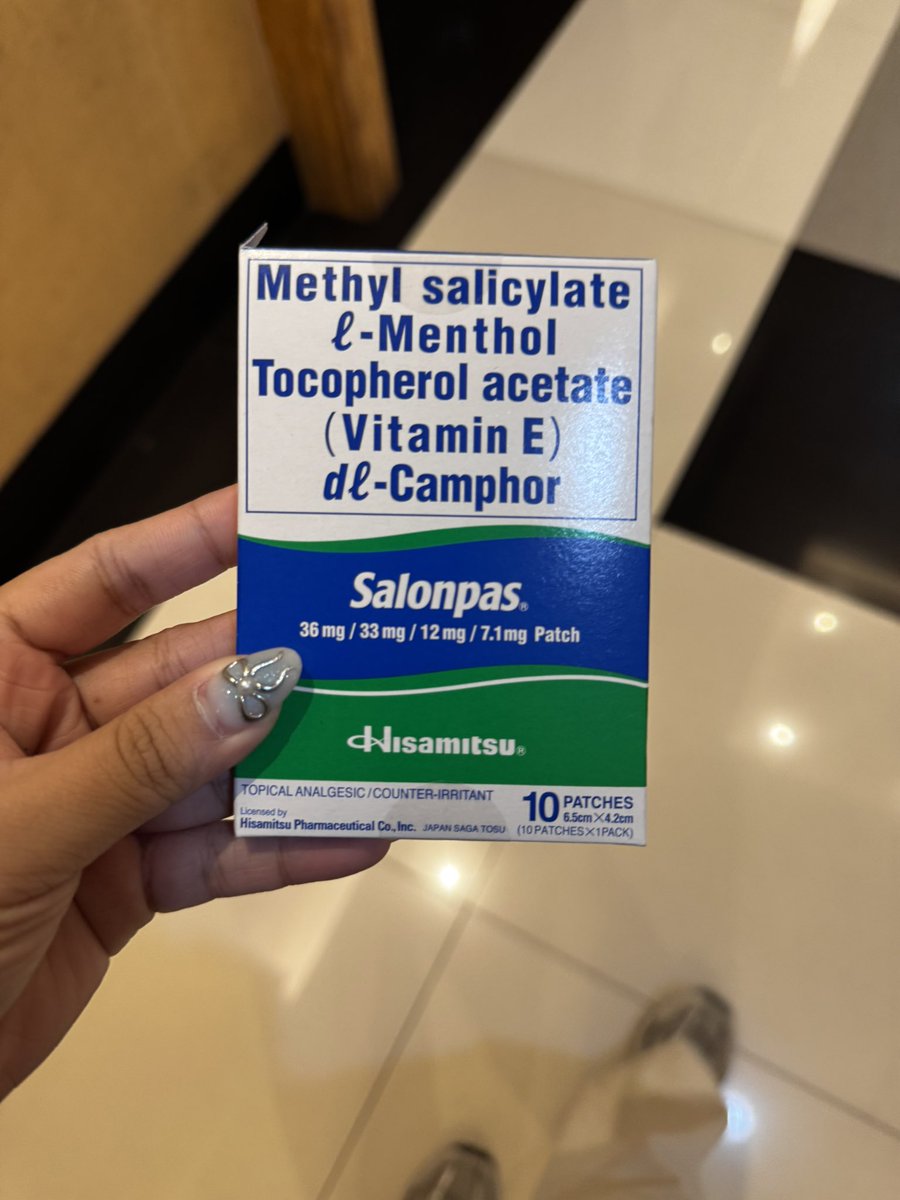 Methyl salicylate
ℓ-Menthol
Tocopherol acetate
(Vitamin E)
dℓ-Camphor
Salonpas®
36 mg / 33 mg / 12 mg / 7.1 mg Patch
Hisamitsu®
TOPICAL ANALGESIC/COUNTER-IRRITANT
Licensed by
Hisamitsu Pharmaceutical Co., Inc. JAPAN SAGA TOSU
10 PATCHES
6.5cm×4.2cm
(10 PATCHES×1PACK)